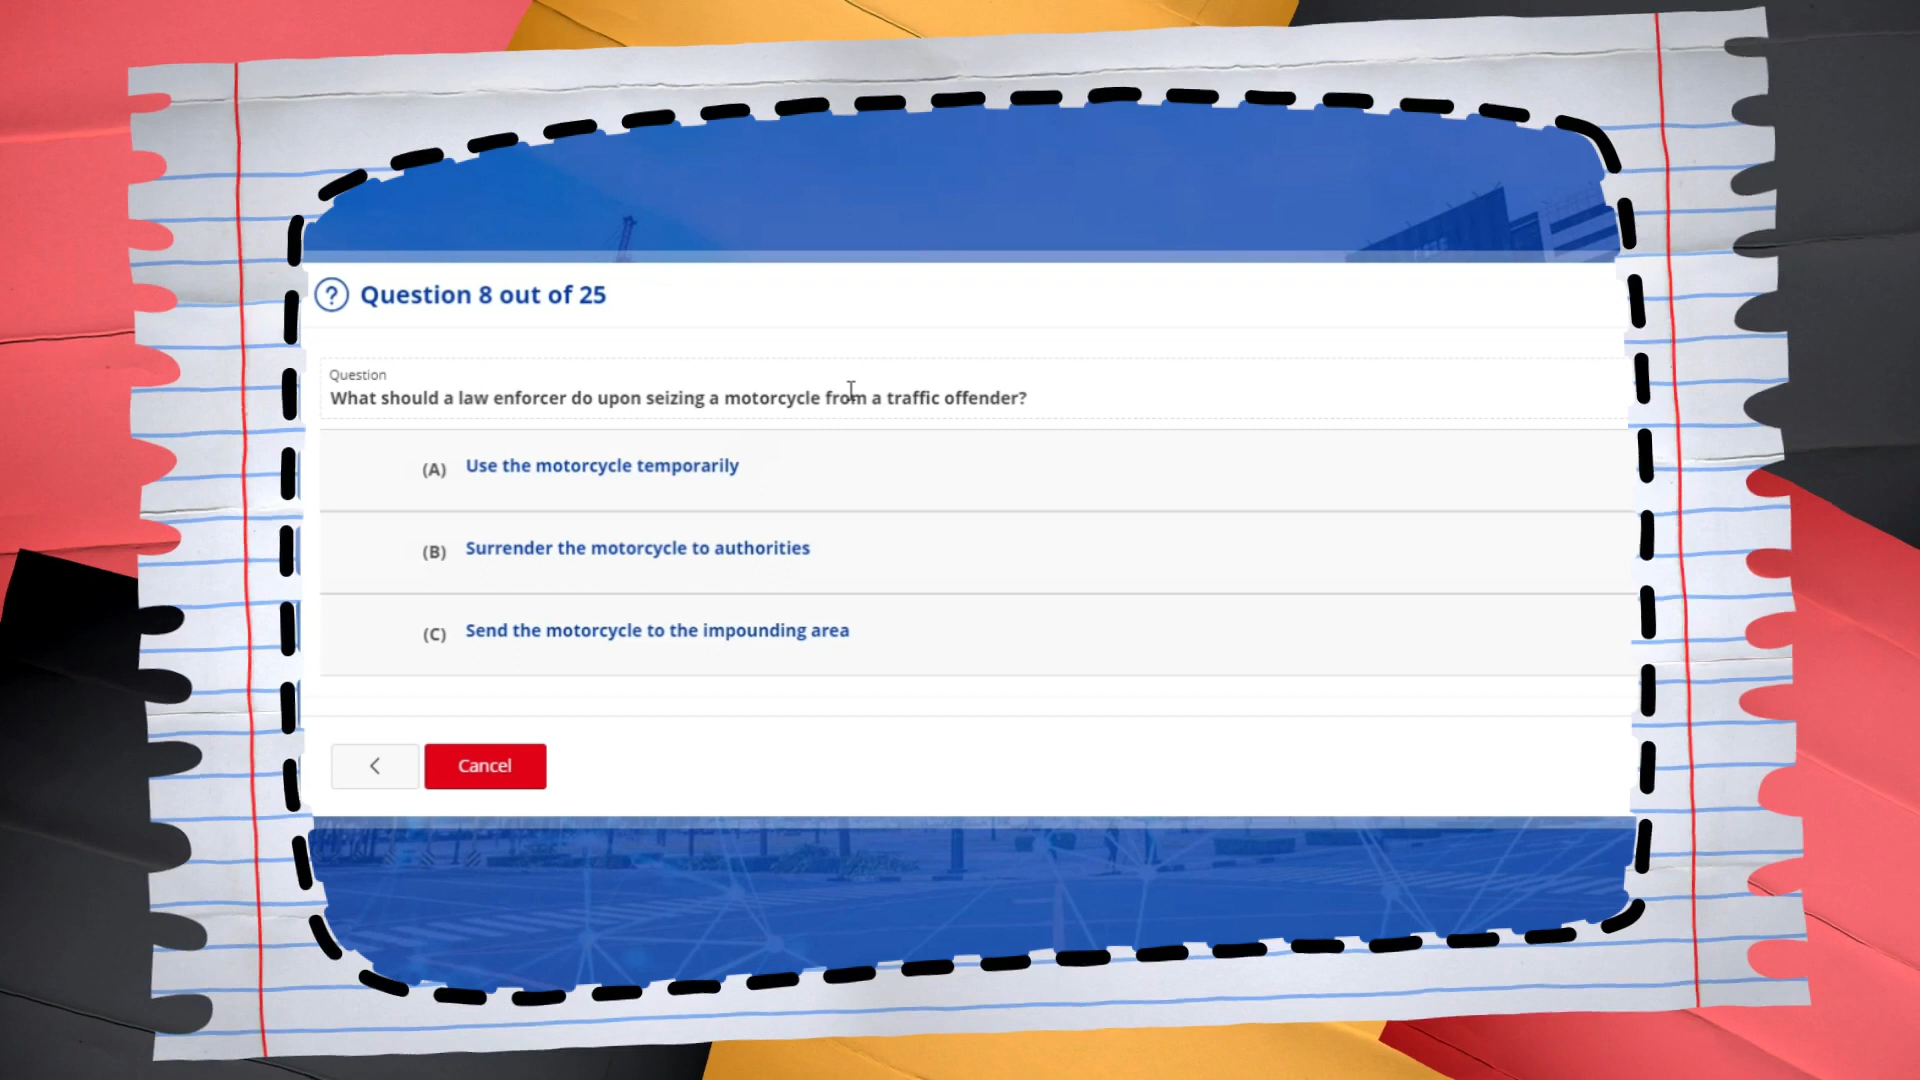 Question 8 out of 25
Question
What should a law enforcer do upon seizing a motorcycle from a traffic offender?
(A) Use the motorcycle temporarily
(B) Surrender the motorcycle to authorities
(C) Send the motorcycle to the impounding area
Cancel